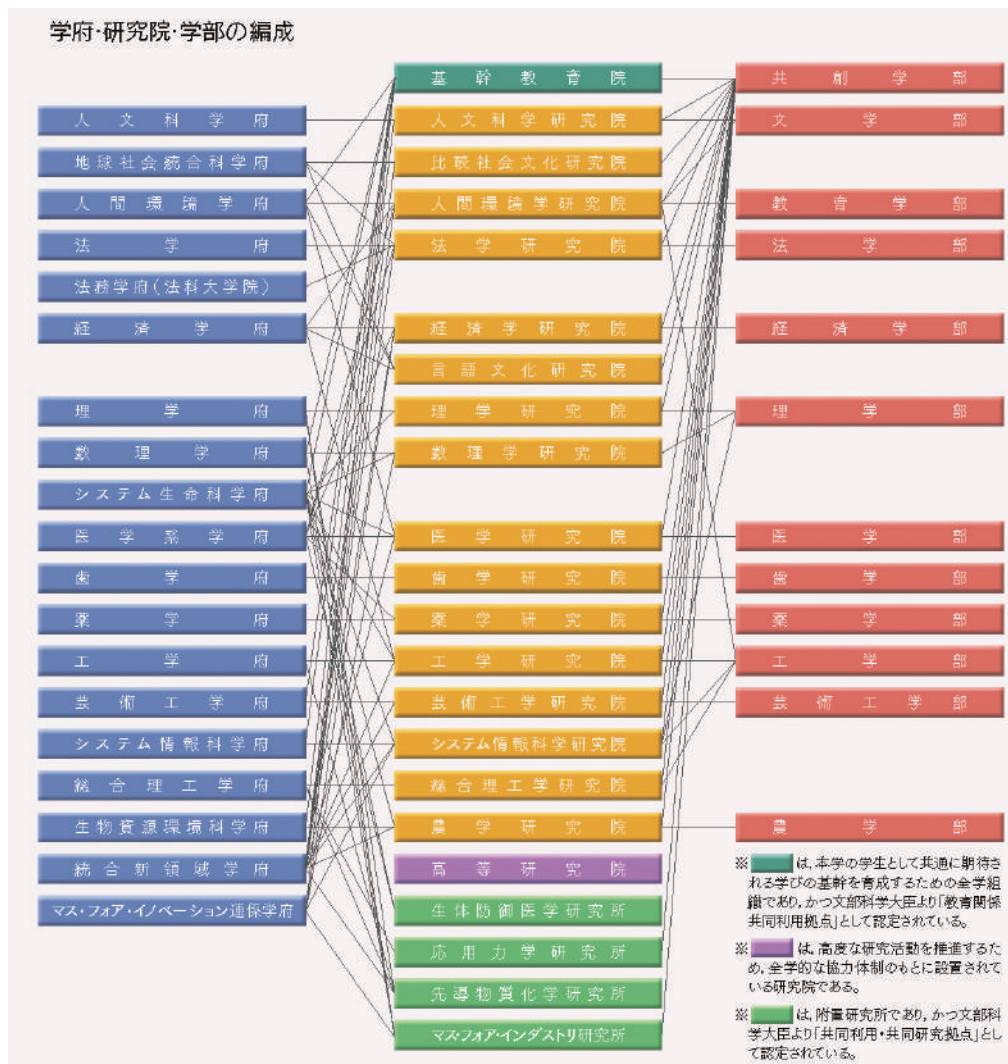 学府・研究院・学部の編成
基幹教育院
共創学部
人文科学府
人文科学研究院
文学部
地球社会統合科学府
比較社会文化研究院
人間環境学府
人間環境学研究院
教育学部
法学府
法学研究院
法学部
法務学府(法科大学院)
経済学府
経済学研究院
経済学部
言語文化研究院
理学府
理学研究院
理学部
数理学府
数理学研究院
システム生命科学府
医学系学府
医学研究院
医学部
歯学府
歯学研究院
歯学部
薬学府
薬学研究院
薬学部
工学府
工学研究院
工学部
芸術工学府
芸術工学研究院
芸術工学部
システム情報科学府
システム情報科学研究院
総合理工学府
総合理工学研究院
生物資源環境科学府
農学研究院
農学部
統合新領域学府
高等研究院
マス・フォア・イノベーション連係学府
生体防御医学研究所
応用力学研究所
先導物質化学研究所
マス・フォア・インダストリ研究所
※は、本学の学生として共通に期待さ
れる学びの基幹を育成するための全学組
織であり、かつ文部科学大臣より「教育関係
共同利用拠点」として認定されている。
※は、高度な研究活動を推進するた
め、全学的な協力体制のもとに設置されて
いる研究院である。
※は、附置研究所であり、かつ文部科
学大臣より「共同利用・共同研究拠点」とし
て認定されている。